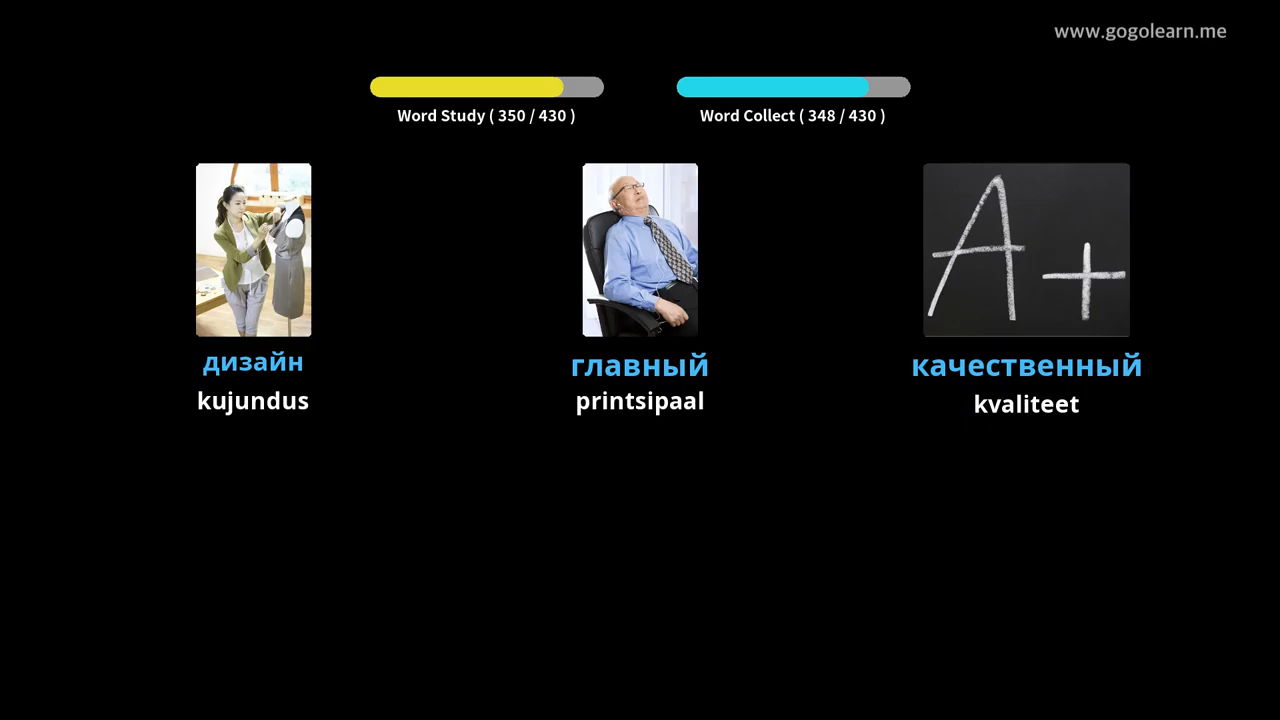 www.gogolearn.me
Word Study ( 350 / 430 )
Word Collect ( 348 / 430 )
A+
дизайн
главный
качественный
kujundus
printsipaal
kvaliteet